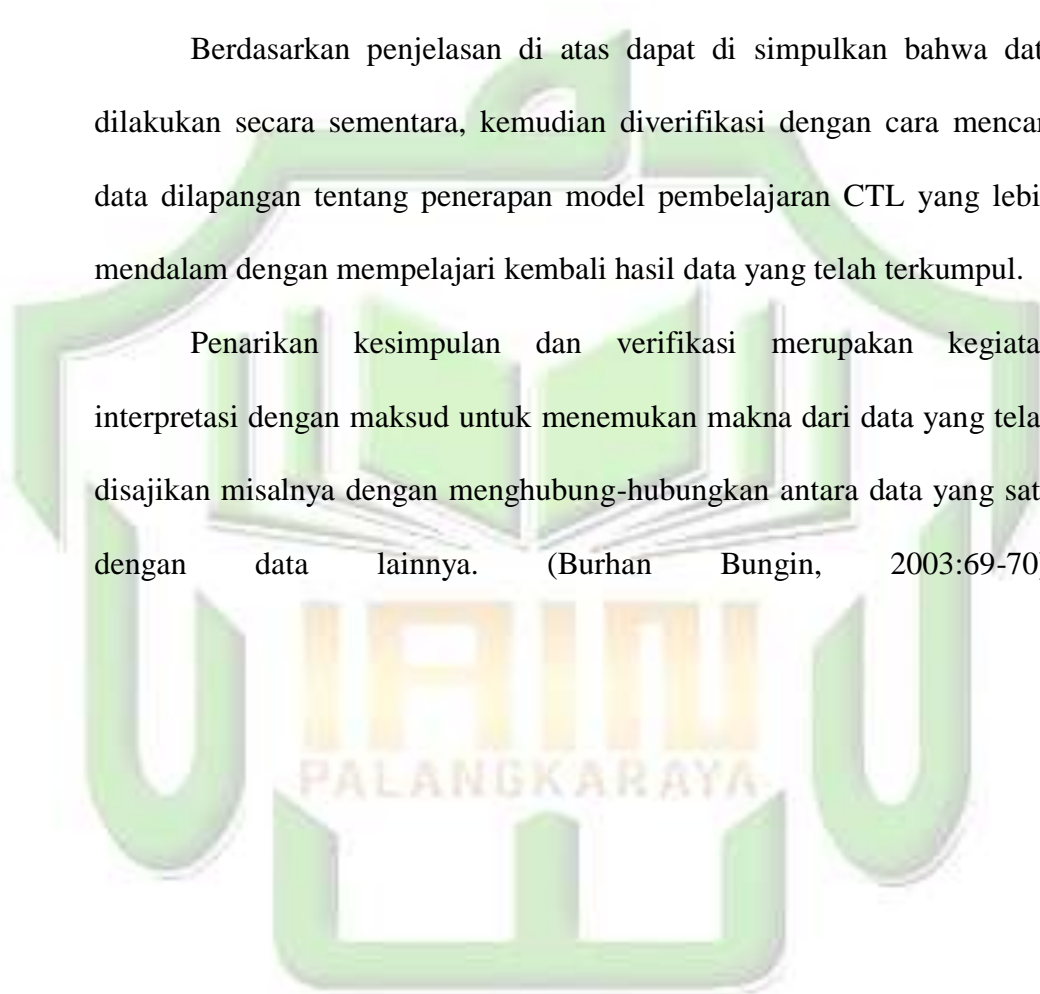 Berdasarkan penjelasan di atas dapat di simpulkan bahwa dat
dilakukan secara sementara, kemudian diverifikasi dengan cara mencar
data dilapangan tentang penerapan model pembelajaran CTL yang lebi
mendalam dengan mempelajari kembali hasil data yang telah terkumpul.
Penarikan kesimpulan dan verifikasi merupakan kegiata
interpretasi dengan maksud untuk menemukan makna dari data yang tela
disajikan misalnya dengan menghubung-hubungkan antara data yang sat
dengan data lainnya. (Burhan Bungin, 2003:69-70)
IAIN
PALANGKARAYA